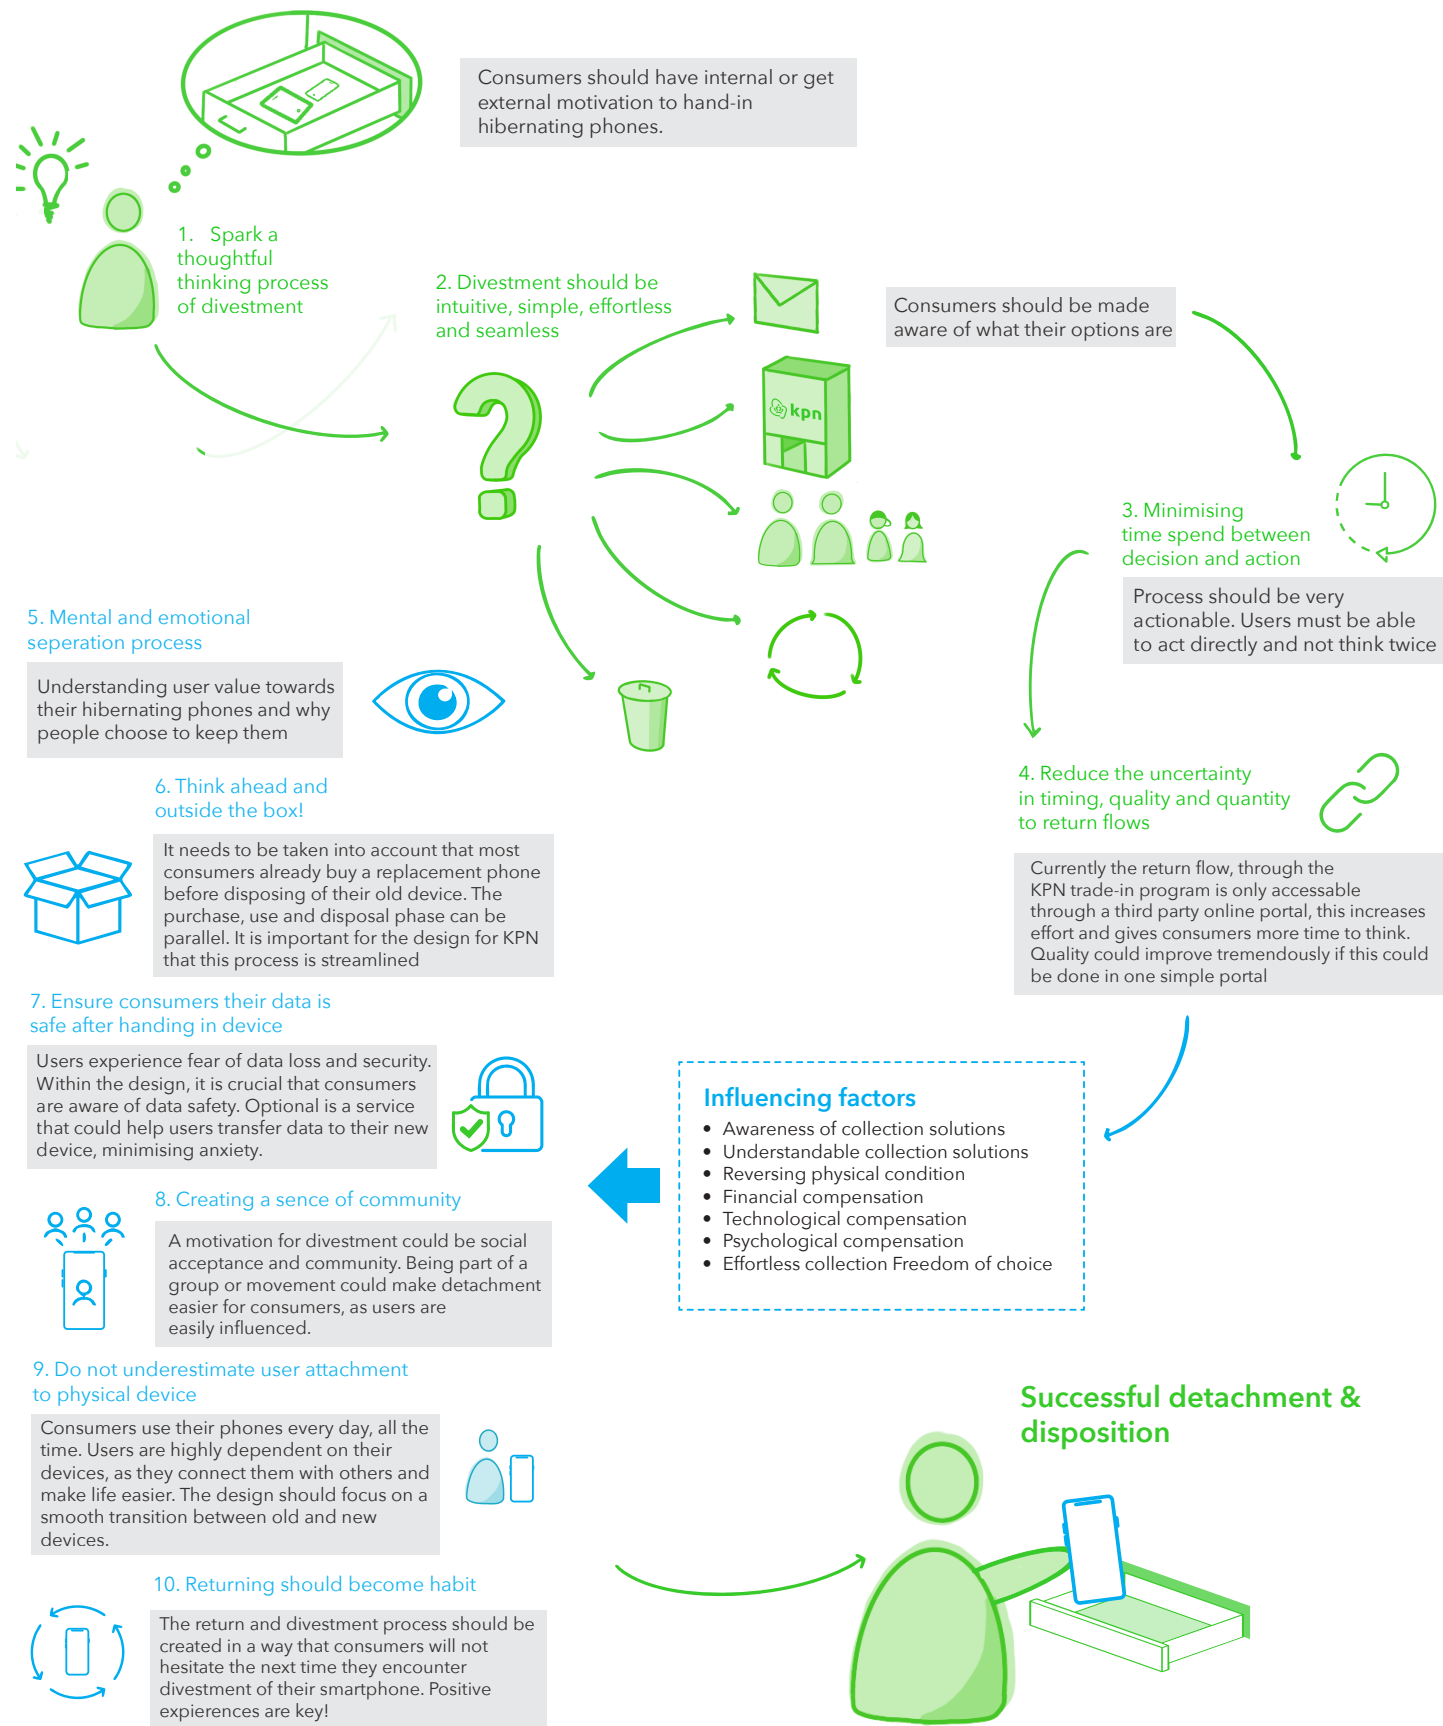 Consumers should have internal or get
external motivation to hand-in
hibernating phones.
1. Spark a
thoughtful
thinking process
of divestment
2. Divestment should be
intuitive, simple, effortless
and seamless
kpn
Consumers should be made
aware of what their options are
3. Minimising
time spend between
decision and action
Process should be very
actionable. Users must be able
to act directly and not think twice
4. Reduce the uncertainty
in timing, quality and quantity
to return flows
Currently the return flow, through the
KPN trade-in program is only accessable
through a third party online portal, this increases
effort and gives consumers more time to think.
Quality could improve tremendously if this could
be done in one simple portal
Influencing factors
• Awareness of collection solutions
• Understandable collection solutions
• Reversing physical condition
• Financial compensation
• Technological compensation
• Psychological compensation
• Effortless collection Freedom of choice
5. Mental and emotional
seperation process
Understanding user value towards
their hibernating phones and why
people choose to keep them
6. Think ahead and
outside the box!
It needs to be taken into account that most
consumers already buy a replacement phone
before disposing of their old device. The
purchase, use and disposal phase can be
parallel. It is important for the design for KPN
that this process is streamlined
7. Ensure consumers their data is
safe after handing in device
Users experience fear of data loss and security.
Within the design, it is crucial that consumers
are aware of data safety. Optional is a service
that could help users transfer data to their new
device, minimising anxiety.
8. Creating a sence of community
A motivation for divestment could be social
acceptance and community. Being part of a
group or movement could make detachment
easier for consumers, as users are
easily influenced.
9. Do not underestimate user attachment
to physical device
Consumers use their phones every day, all the
time. Users are highly dependent on their
devices, as they connect them with others and
make life easier. The design should focus on a
smooth transition between old and new
devices.
10. Returning should become habit
The return and divestment process should be
created in a way that consumers will not
hesitate the next time they encounter
divestment of their smartphone. Positive
expierences are key!
Successful detachment &
disposition